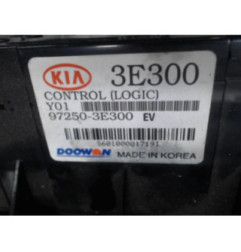 KIA 3E300
CONTROL (LOGIC)
Y01
97250-3E300 EV
DOOWON MADE IN KOREA